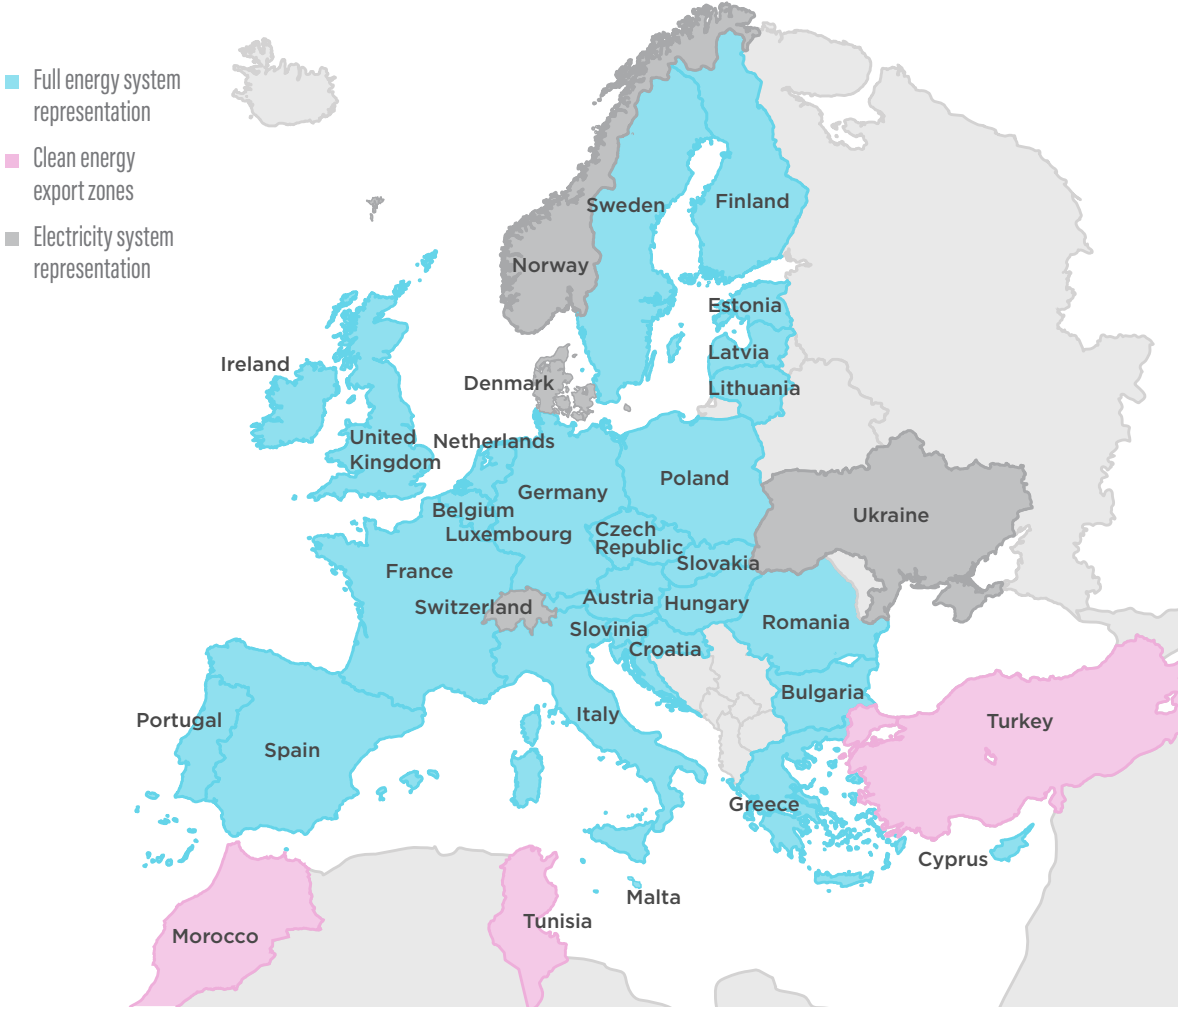 Full energy system
representation
Clean energy
export zones
Electricity system
representation
Sweden
Finland
Norway
Estonia
Ireland
Latvia
Denmark
Lithuania
United
Kingdom
Netherlands
Poland
Germany
Belgium
Ukraine
Luxembourg
Czech
Republic
Slovakia
France
Switzerland
Austria
Hungary
Romania
Slovinia
Croatia
Bulgaria
Portugal
Italy
Turkey
Spain
Greece
Cyprus
Malta
Tunisia
Morocco